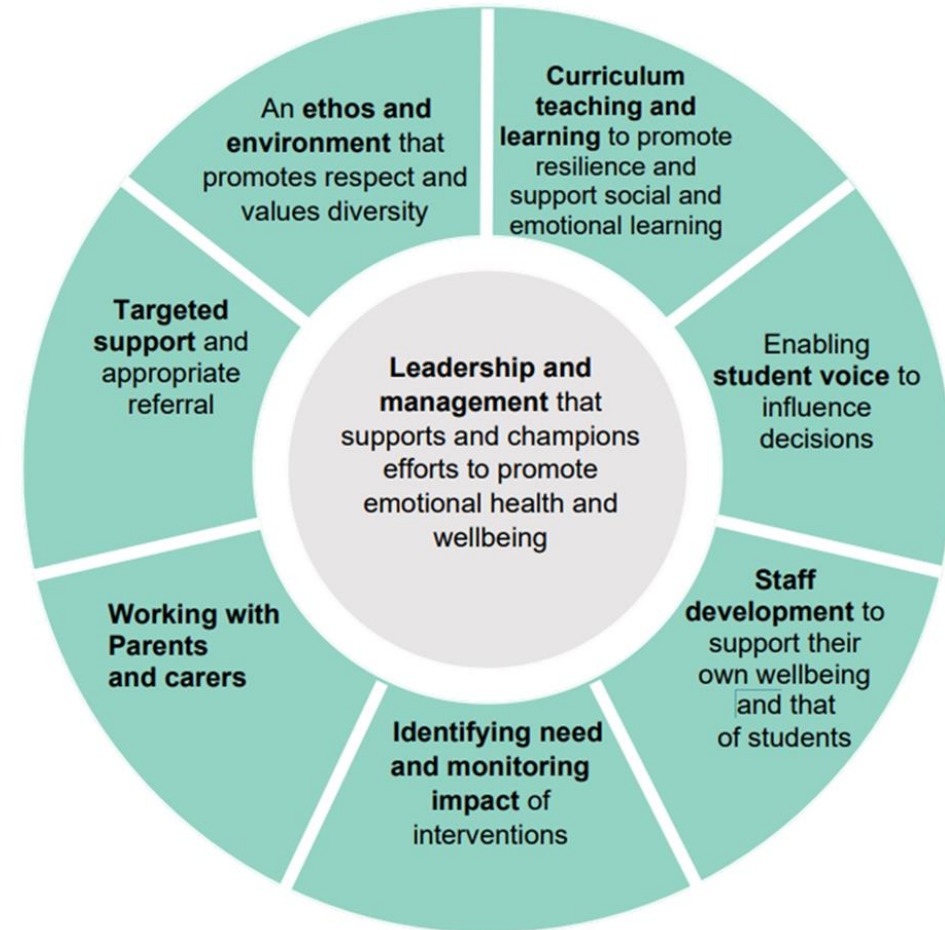 An ethos and
environment that
promotes respect and
values diversity
Curriculum
teaching and
learning to promote
resilience and
support social and
emotional learning
Enabling
student voice to
influence
decisions
Staff
development to
support their
own wellbeing
and that
of students
Identifying need
and monitoring
impact of
interventions
Working with
Parents
and carers
Targeted
support and
appropriate
referral
Leadership and
management that
supports and champions
efforts to promote
emotional health and
wellbeing